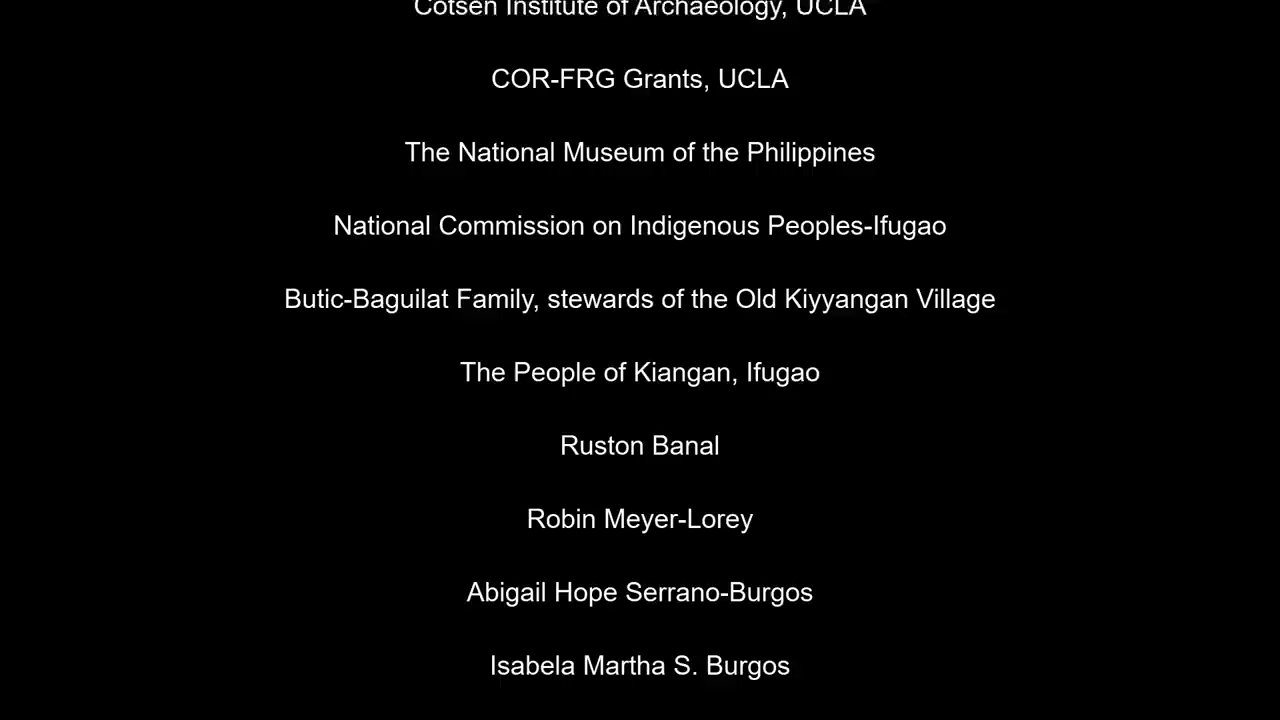 Cotsen Institute of Archaeology, UCLA
COR-FRG Grants, UCLA
The National Museum of the Philippines
National Commission on Indigenous Peoples-Ifugao
Butic-Baguilat Family, stewards of the Old Kiyyangan Village
The People of Kiangan, Ifugao
Ruston Banal
Robin Meyer-Lorey
Abigail Hope Serrano-Burgos
Isabela Martha S. Burgos